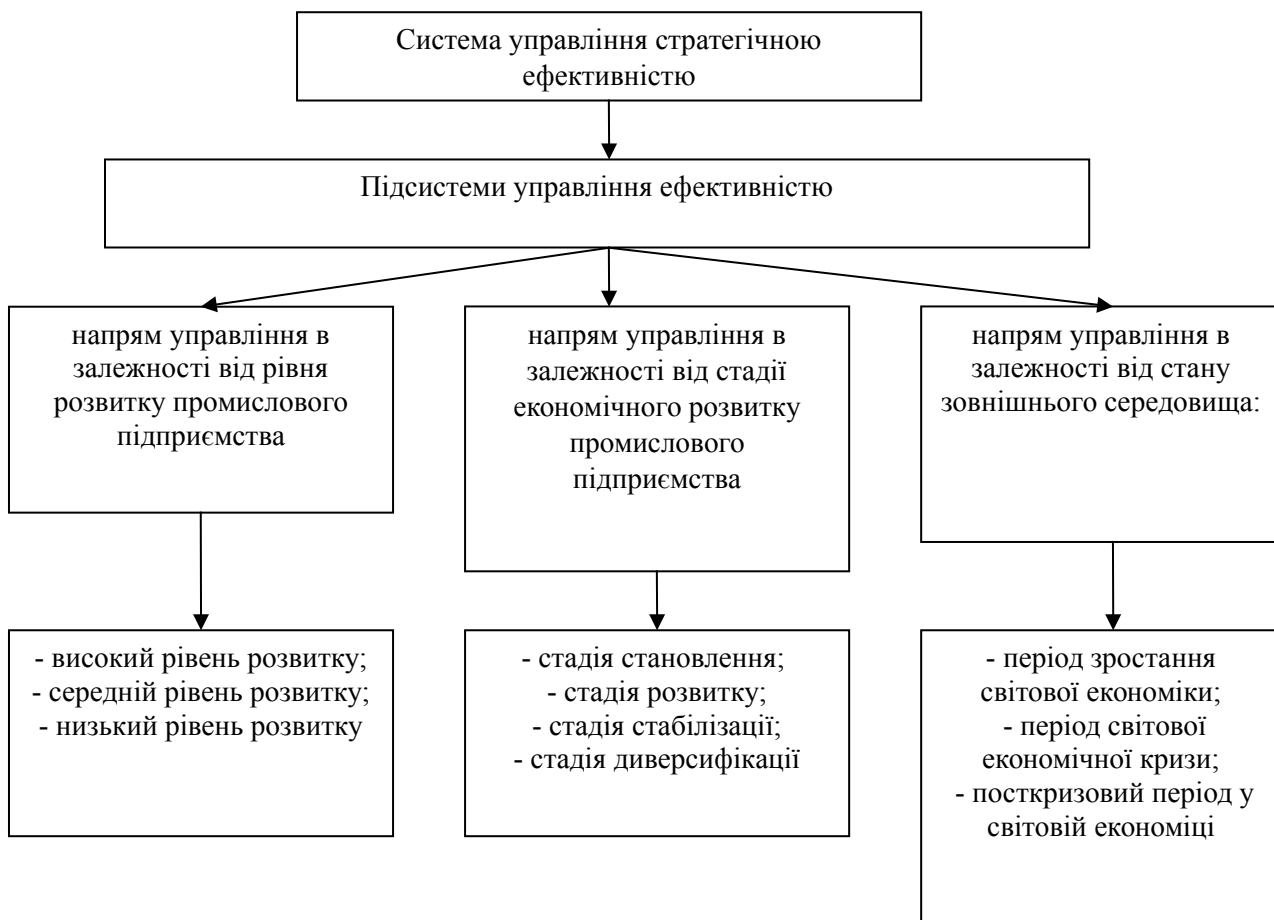 Система управління стратегічною
ефективністю
Підсистеми управління ефективністю
напрям управління в
залежності від рівня
розвитку промислового
підприємства
напрям управління в
залежності від стадії
економічного розвитку
промислового
підприємства
напрям управління в
залежності від стану
зовнішнього середовища:
- високий рівень розвитку;
- середній рівень розвитку;
- низький рівень розвитку
- стадія становлення;
- стадія розвитку;
- стадія стабілізації;
- стадія диверсифікації
- період зростання
світової економіки;
- період світової
економічної кризи;
- посткризовий період у
світовій економіці